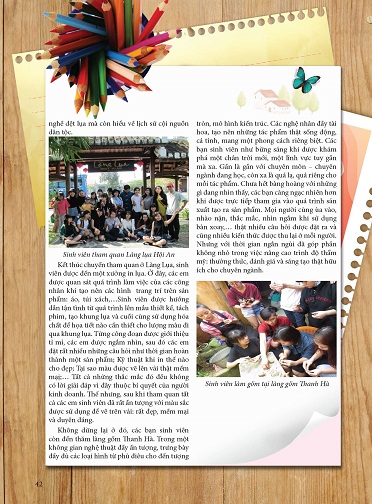 nghề dệt lụa mà còn hiểu về lịch sử cội nguồn
dân tộc.
Làng Lụa
Sinh viên tham quan Làng lụa Hội An
Kết thúc chuyến tham quan ở Làng Lụa, sinh
viên được đến một xưởng in lụa. Ở đây, các em
được quan sát quá trình làm việc của các công
nhân khi tạo nên các hình trang trí trên sản
phẩm: áo, túi xách,....Sinh viên được hướng
dẫn tận tình từ quá trình lên mẫu thiết kế, tách
phim, tạo khung lụa và cuối cùng sử dụng hóa
chất để họa tiết nào cần thiết cho lượng màu đi
qua khung lụa. Từng công đoạn được giới thiệu
tỉ mỉ, các em được ngắm nhìn, sau đó các em
đặt rất nhiều những câu hỏi như thời gian hoàn
thành một sản phẩm; Kỹ thuật khi in thế nào
cho đẹp; Tại sao màu được vẽ lên vải thật mềm
mại;... Tất cả những thắc mắc đó đều không
có lời giải đáp vì đây thuộc bí quyết của người
kinh doanh. Thế nhưng, sau khi tham quan tất
cả các em sinh viên đã rất ấn tượng với màu sắc
được sử dụng để vẽ trên vải: rất đẹp, mềm mại
và duyên dáng.
Không dừng lại ở đó, các bạn sinh viên
còn đến thăm làng gốm Thanh Hà. Trong một
không gian nghệ thuật đầy ấn tượng, trưng bày
đầy đủ các loại hình từ phù điêu cho đến tượng
tròn, mô hình kiến trúc. Các nghệ nhân đầy tài
hoa, tạo nên những tác phẩm thật sống động,
cá tính, mang một phong cách riêng biệt. Các
bạn sinh viên như bừng sáng khi được khám
phá một chân trời mới, một lĩnh vực tuy gần
mà xa. Gần là gần với chuyên môn – chuyên
ngành đang học, còn xa là quá lạ, quá riêng cho
mỗi tác phẩm. Chưa hết bàng hoàng với những
gì đang nhìn thấy, các bạn càng ngạc nhiên hơn
khi được trực tiếp tham gia vào quá trình sản
xuất tạo ra sản phẩm. Mọi người cùng ùa vào,
nhào nặn, thắc mắc, nhìn ngắm khi sử dụng
bàn xoay,... thật nhiều câu hỏi được đặt ra và
cũng nhiều kiến thức được thu lại ở mỗi người.
Nhưng với thời gian ngắn ngủi đã góp phần
không nhỏ trong việc nâng cao trình độ thẩm
mỹ: thưởng thức, đánh giá và sáng tạo thật hữu
ích cho chuyên ngành.
Sinh viên làm gốm tại làng gốm Thanh Hà
42